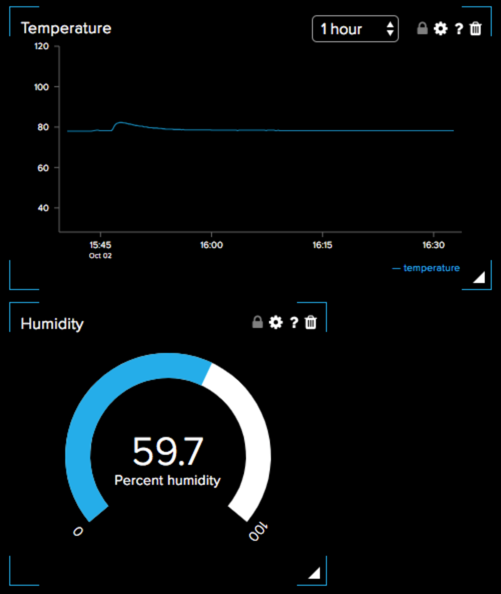 Temperature
1 hour
?
120
100
80
60
40
15:45
16:00
16:15
16:30
Oct 02
temperature
Humidity
?
59.7
Percent humidity
0
100